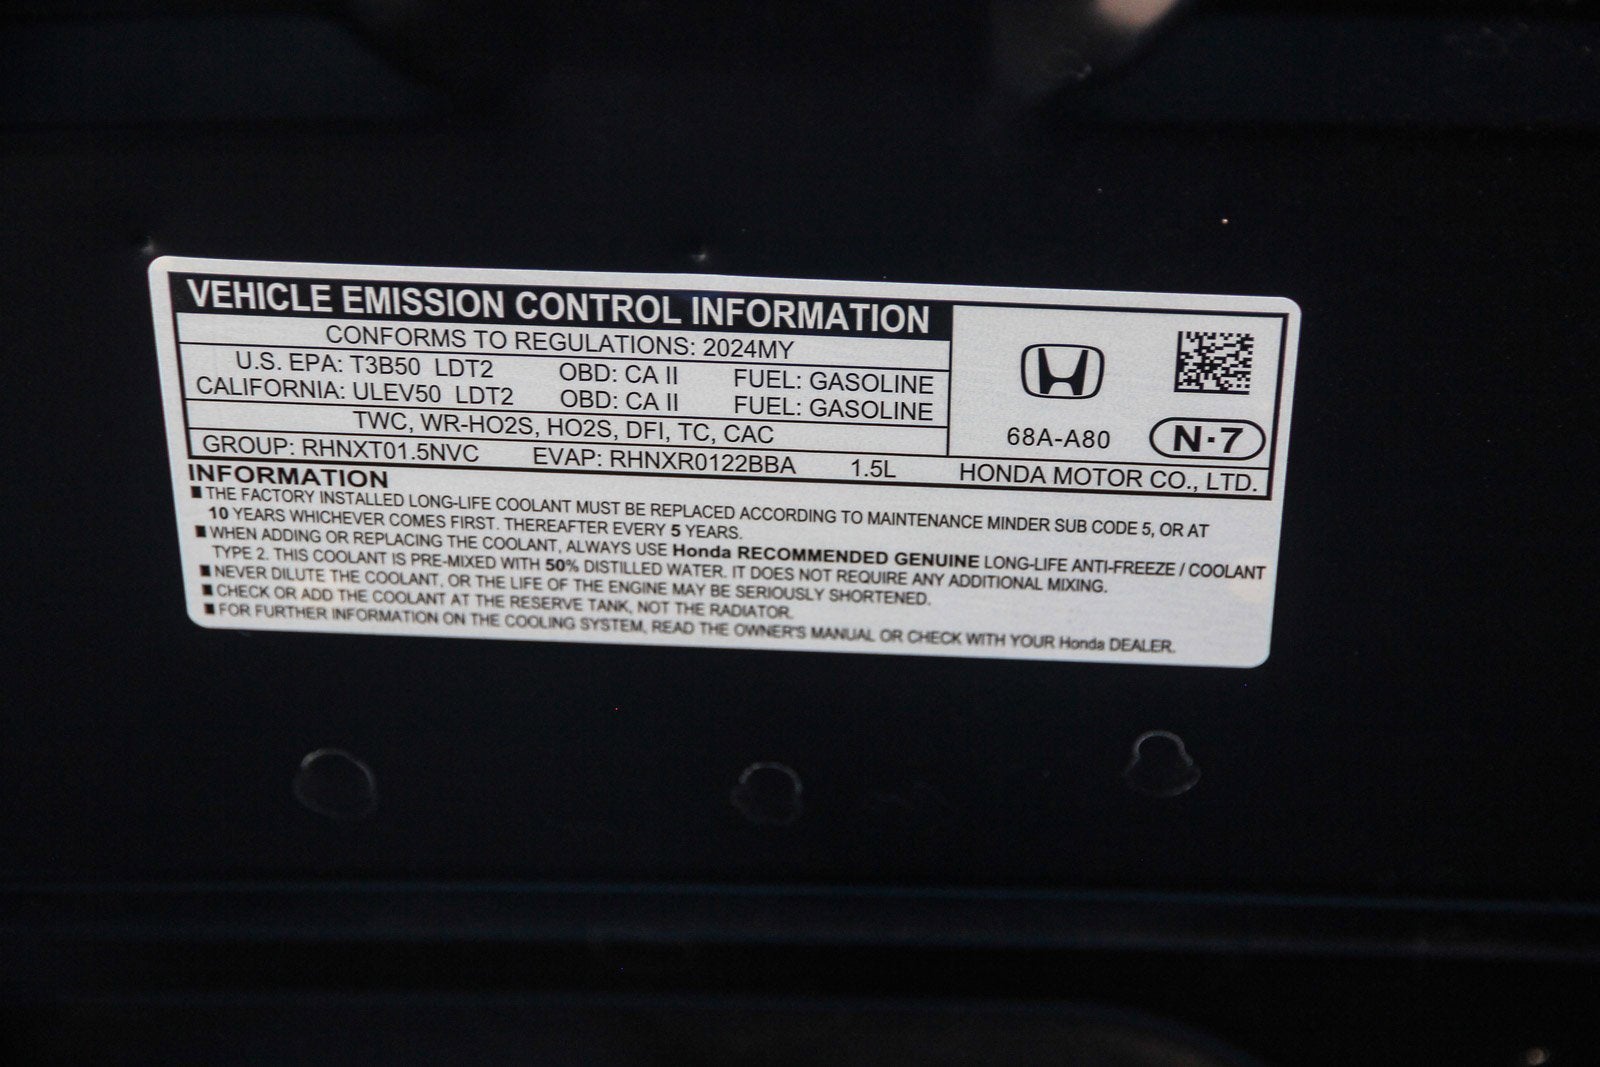 VEHICLE EMISSION CONTROL INFORMATION
CONFORMS TO REGULATIONS: 2024MY
U.S. EPA: T3B50 LDT2 OBD: CA II FUEL: GASOLINE
CALIFORNIA: ULEV50 LDT2 OBD: CA II FUEL: GASOLINE
TWC, WR-HO2S, HO2S, DFI, TC, CAC
68A-A80 N·7
GROUP: RHNXT01.5NVC EVAP: RHNXR0122BBA 1.5L HONDA MOTOR CO., LTD.
INFORMATION
■ THE FACTORY INSTALLED LONG-LIFE COOLANT MUST BE REPLACED ACCORDING TO MAINTENANCE MINDER SUB CODE 5, OR AT
10 YEARS WHICHEVER COMES FIRST. THEREAFTER EVERY 5 YEARS.
■ WHEN ADDING OR REPLACING THE COOLANT, ALWAYS USE Honda RECOMMENDED GENUINE LONG-LIFE ANTI-FREEZE / COOLANT
TYPE 2. THIS COOLANT IS PRE-MIXED WITH 50% DISTILLED WATER. IT DOES NOT REQUIRE ANY ADDITIONAL MIXING.
■ NEVER DILUTE THE COOLANT, OR THE LIFE OF THE ENGINE MAY BE SERIOUSLY SHORTENED.
■ CHECK OR ADD THE COOLANT AT THE RESERVE TANK, NOT THE RADIATOR.
■ FOR FURTHER INFORMATION ON THE COOLING SYSTEM, READ THE OWNER'S MANUAL OR CHECK WITH YOUR Honda DEALER.